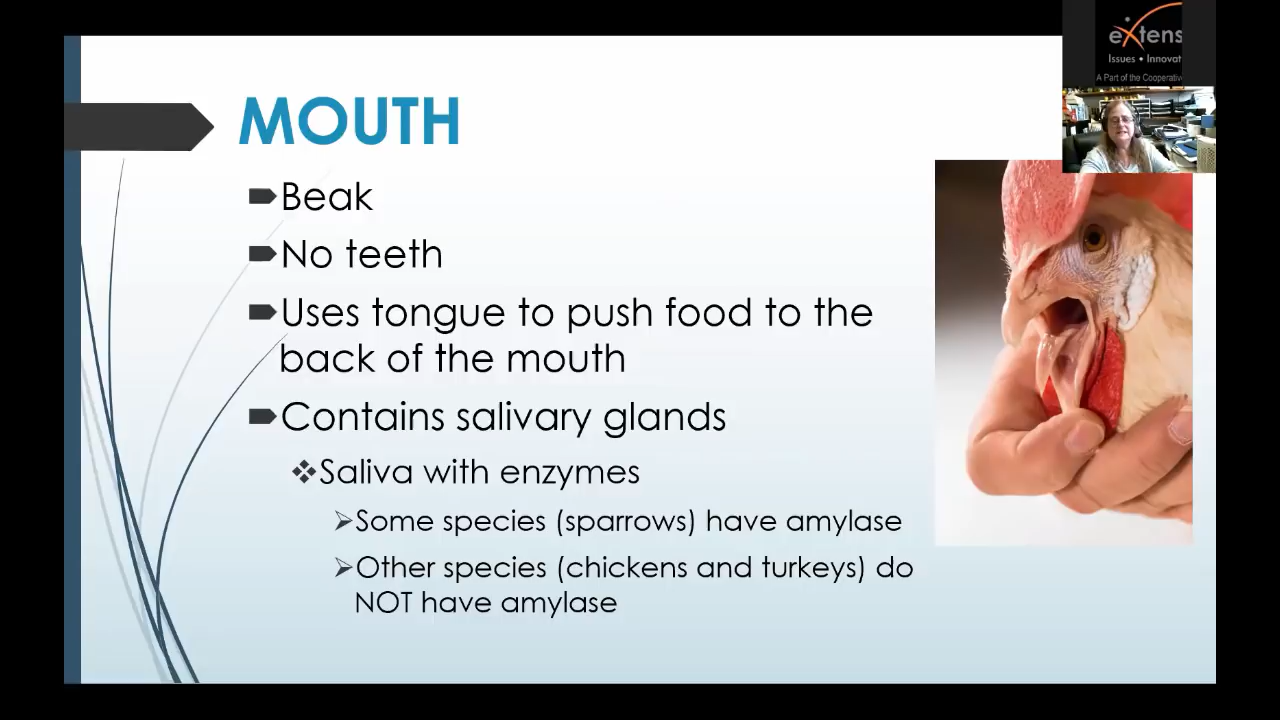 eXtens
Issues • Innovat
A Part of the Cooperative
MOUTH
Beak
No teeth
Uses tongue to push food to the
back of the mouth
Contains salivary glands
Saliva with enzymes
Some species (sparrows) have amylase
Other species (chickens and turkeys) do
NOT have amylase